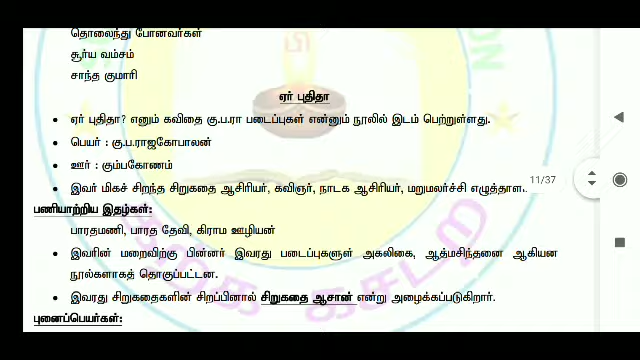 தொலைந்து போனவர்கள்
சூர்ய வம்சம்
சாந்த குமாரி
ஏர் புதிதா
• ஏர் புதிதா? எனும் கவிதை கு.ப.ரா படைப்புகள் என்னும் நூலில் இடம் பெற்றுள்ளது.
• பெயர் : கு.ப.ராஜகோபாலன்
• ஊர் : கும்பகோணம்
• இவர் மிகச் சிறந்த சிறுகதை ஆசிரியர், கவிஞர், நாடக ஆசிரியர், மறுமலர்ச்சி எழுத்தாள..
11/37
பணியாற்றிய இதழ்கள்:
பாரதமணி, பாரத தேவி, கிராம ஊழியன்
• இவரின் மறைவிற்கு பின்னர் இவரது படைப்புகளுள் அகலிகை, ஆத்மசிந்தனை ஆகியன
நூல்களாகத் தொகுப்பட்டன.
• இவரது சிறுகதைகளின் சிறப்பினால் சிறுகதை ஆசான் என்று அழைக்கப்படுகிறார்.
புனைப்பெயர்கள்: